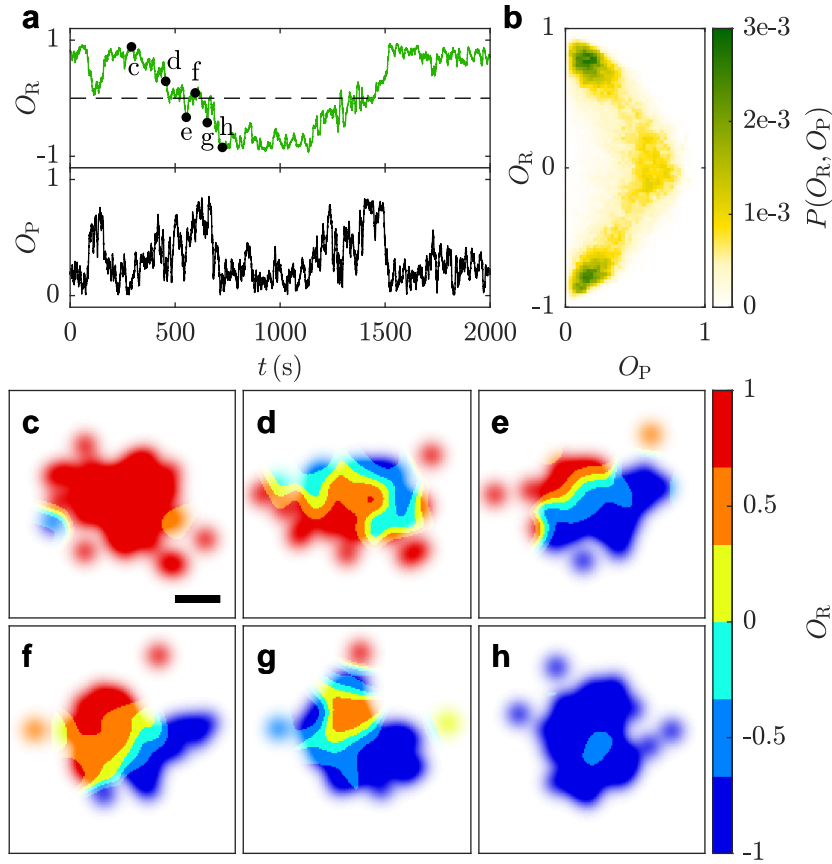 a
b
1
O_R
-1
c
d
e
f
g
h
1
O_P
0
0
500
1000
1500
2000
t (s)
1
O_R
0
-1
0
1
O_P
3e-3
2e-3
1e-3
0
P(O_R, O_P)
c
d
e
f
g
h
1
0.5
0
-0.5
-1
O_R